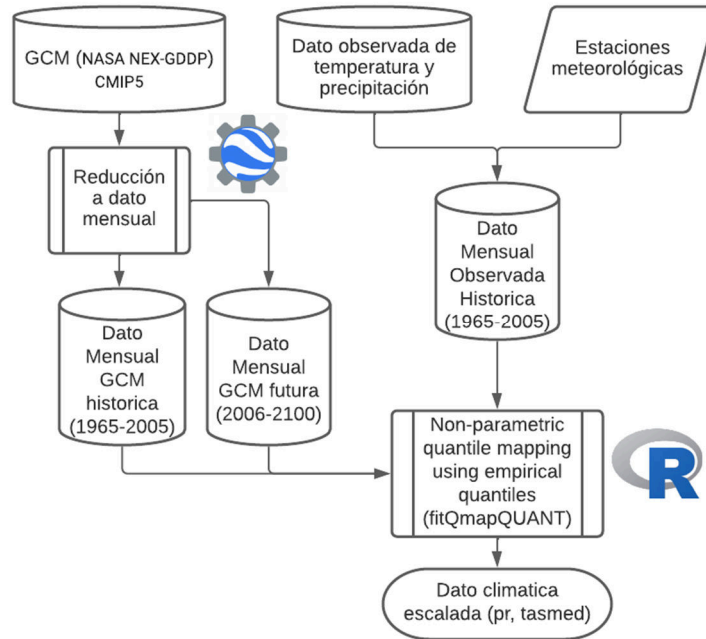 GCM (NASA NEX-GDDP)
CMIP5
Dato observada de
temperatura y
precipitación
Estaciones
meteorológicas
Reducción
a dato
mensual
Dato
Mensual
Observada
Historica
(1965-2005)
Dato
Mensual
GCM
historica
(1965-2005)
Dato
Mensual
GCM futura
(2006-2100)
Non-parametric
quantile mapping
using empirical
quantiles
(fitQmapQUANT)
R
Dato climatica
escalada (pr, tasmed)